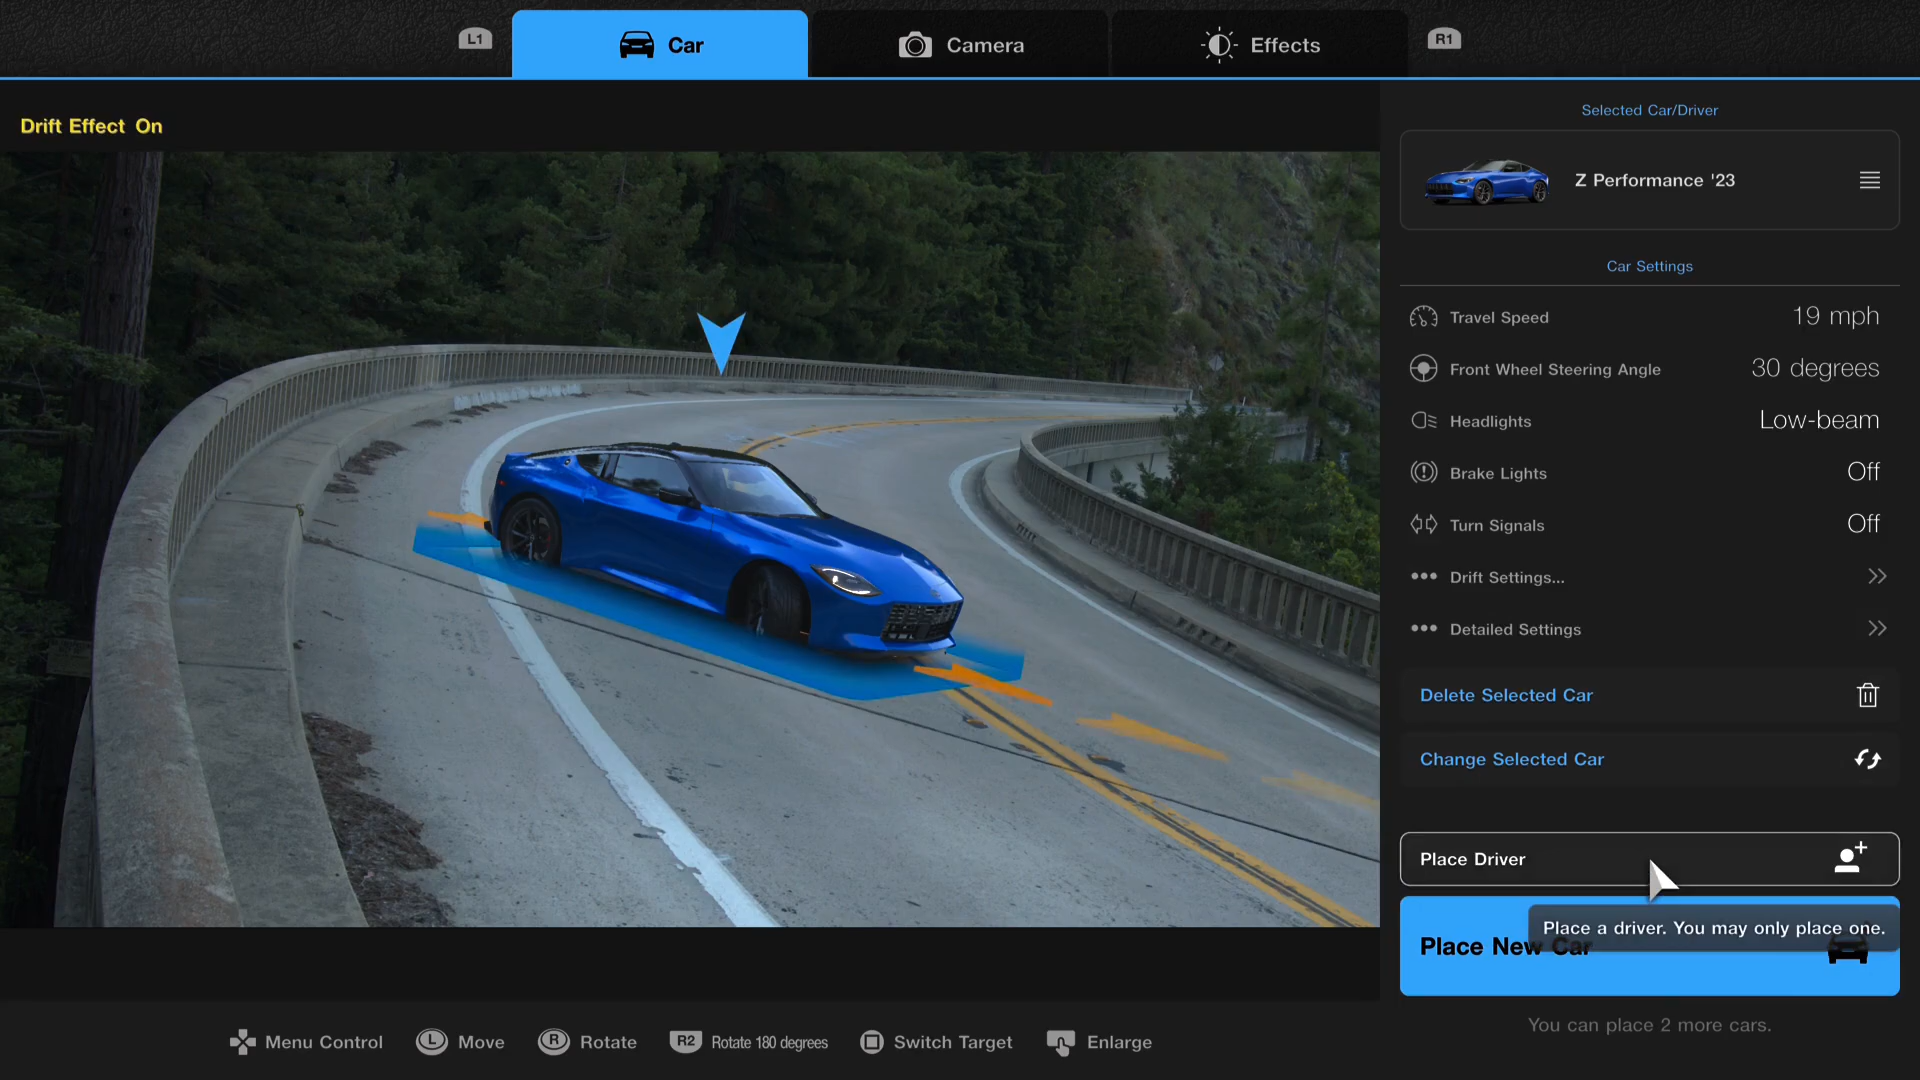 L1
Car
Camera
Effects
R1
Drift Effect On
Selected Car/Driver
Z Performance '23
Car Settings
Travel Speed 19 mph
Front Wheel Steering Angle 30 degrees
Headlights Low-beam
Brake Lights Off
Turn Signals Off
Drift Settings...
Detailed Settings
Delete Selected Car
Change Selected Car
Place Driver
Place a driver. You may only place one.
Place New Car
You can place 2 more cars.
Menu Control
L Move
R Rotate
R2 Rotate 180 degrees
Switch Target
Enlarge